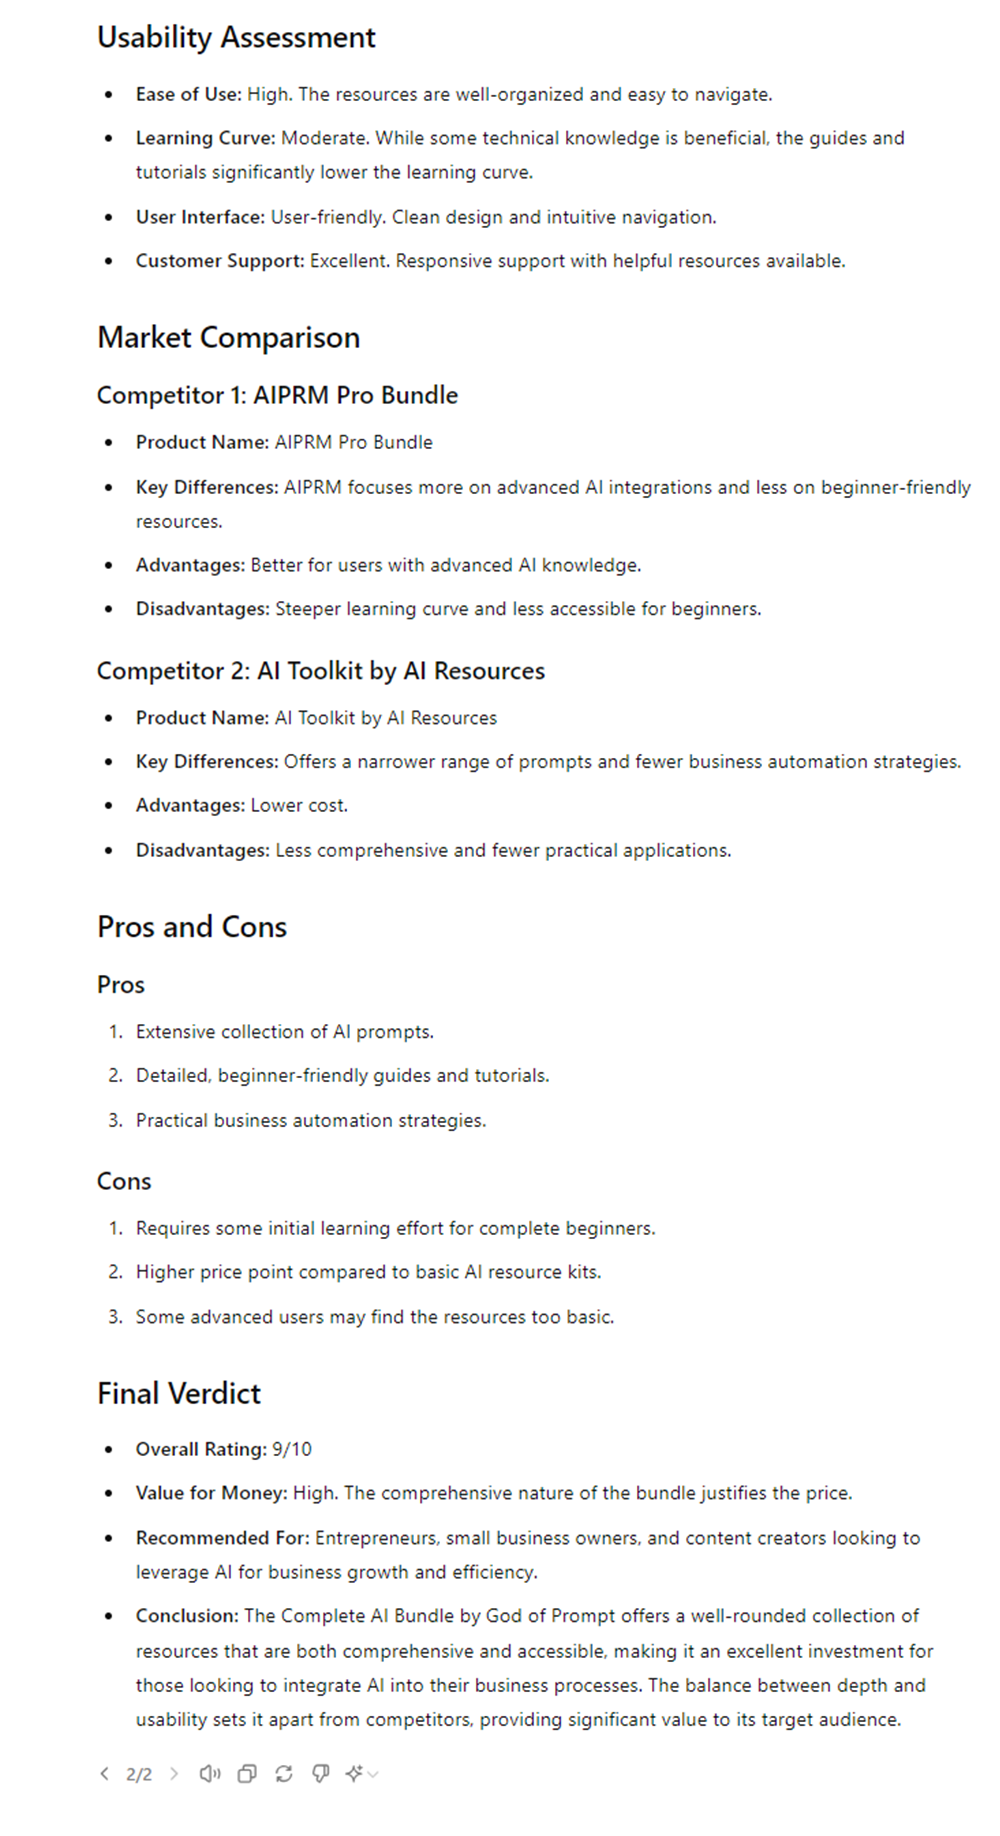 Usability Assessment
• Ease of Use: High. The resources are well-organized and easy to navigate.
• Learning Curve: Moderate. While some technical knowledge is beneficial, the guides and
tutorials significantly lower the learning curve.
• User Interface: User-friendly. Clean design and intuitive navigation.
• Customer Support: Excellent. Responsive support with helpful resources available.
Market Comparison
Competitor 1: AIPRM Pro Bundle
• Product Name: AIPRM Pro Bundle
• Key Differences: AIPRM focuses more on advanced AI integrations and less on beginner-friendly
resources.
• Advantages: Better for users with advanced AI knowledge.
• Disadvantages: Steeper learning curve and less accessible for beginners.
Competitor 2: AI Toolkit by AI Resources
• Product Name: AI Toolkit by AI Resources
• Key Differences: Offers a narrower range of prompts and fewer business automation strategies.
• Advantages: Lower cost.
• Disadvantages: Less comprehensive and fewer practical applications.
Pros and Cons
Pros
1. Extensive collection of AI prompts.
2. Detailed, beginner-friendly guides and tutorials.
3. Practical business automation strategies.
Cons
1. Requires some initial learning effort for complete beginners.
2. Higher price point compared to basic AI resource kits.
3. Some advanced users may find the resources too basic.
Final Verdict
• Overall Rating: 9/10
• Value for Money: High. The comprehensive nature of the bundle justifies the price.
• Recommended For: Entrepreneurs, small business owners, and content creators looking to
leverage AI for business growth and efficiency.
• Conclusion: The Complete AI Bundle by God of Prompt offers a well-rounded collection of
resources that are both comprehensive and accessible, making it an excellent investment for
those looking to integrate AI into their business processes. The balance between depth and
usability sets it apart from competitors, providing significant value to its target audience.
2/2